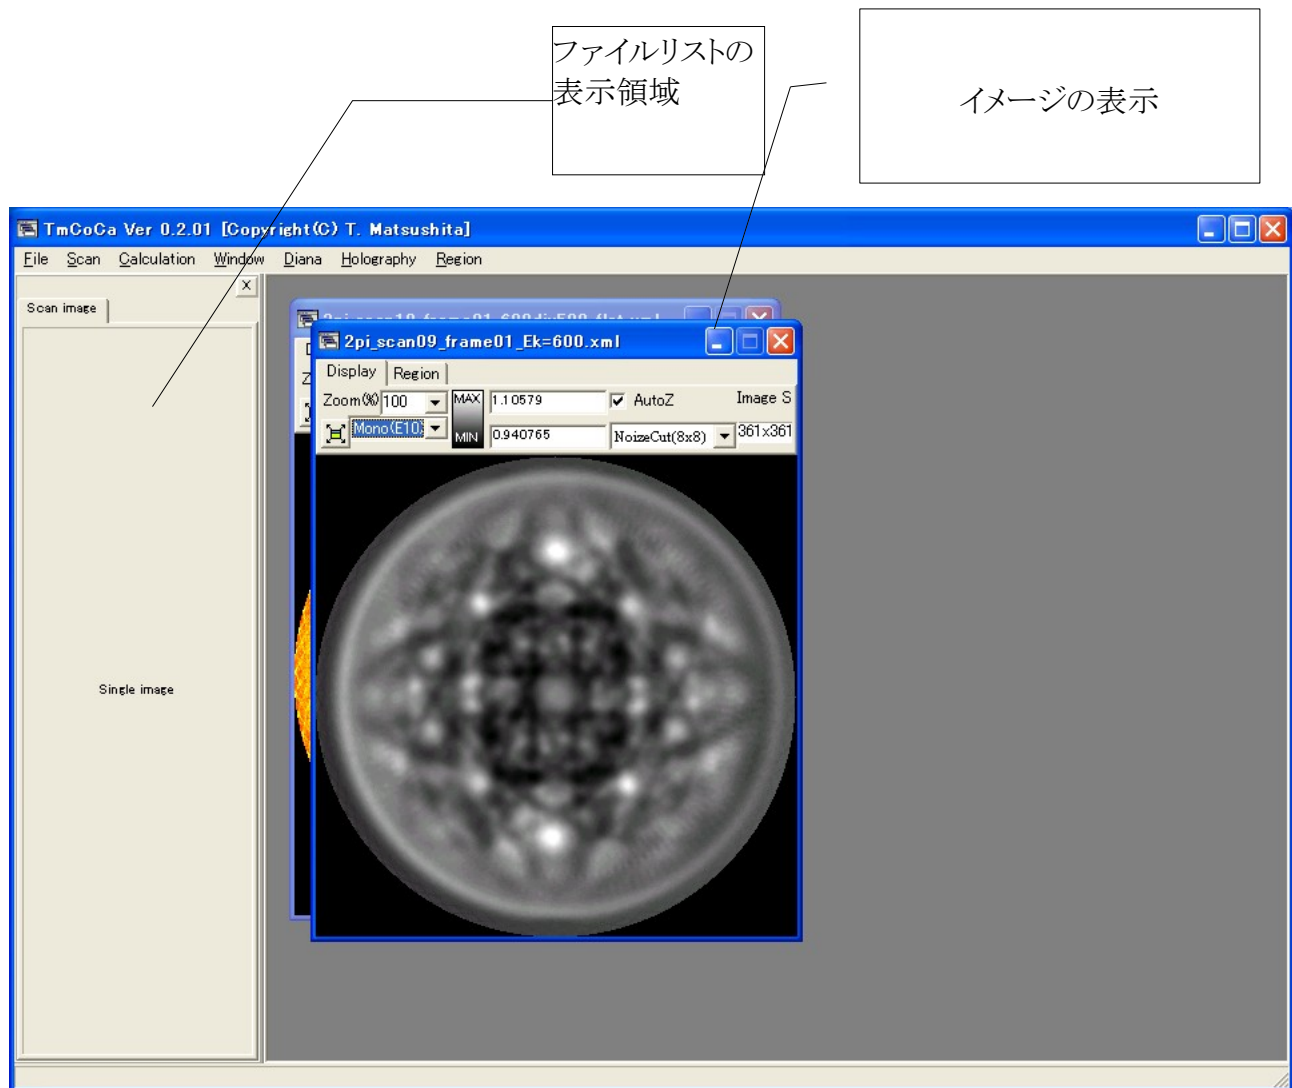 ファイルリストの
表示領域
イメージの表示
TmCoCa Ver 0.2.01 [Copyright(C) T. Matsushita]
File Scan Calculation Window Diana Holography Region
X
Scan image
Single image
2pi_scan09_frame01_Ek=600.xml
Display Region
Zoom(%) 100 MAX 1.10579 AutoZ Image S
Mono(E10) MIN 0.940765 NoizeCut(8x8) 361x361